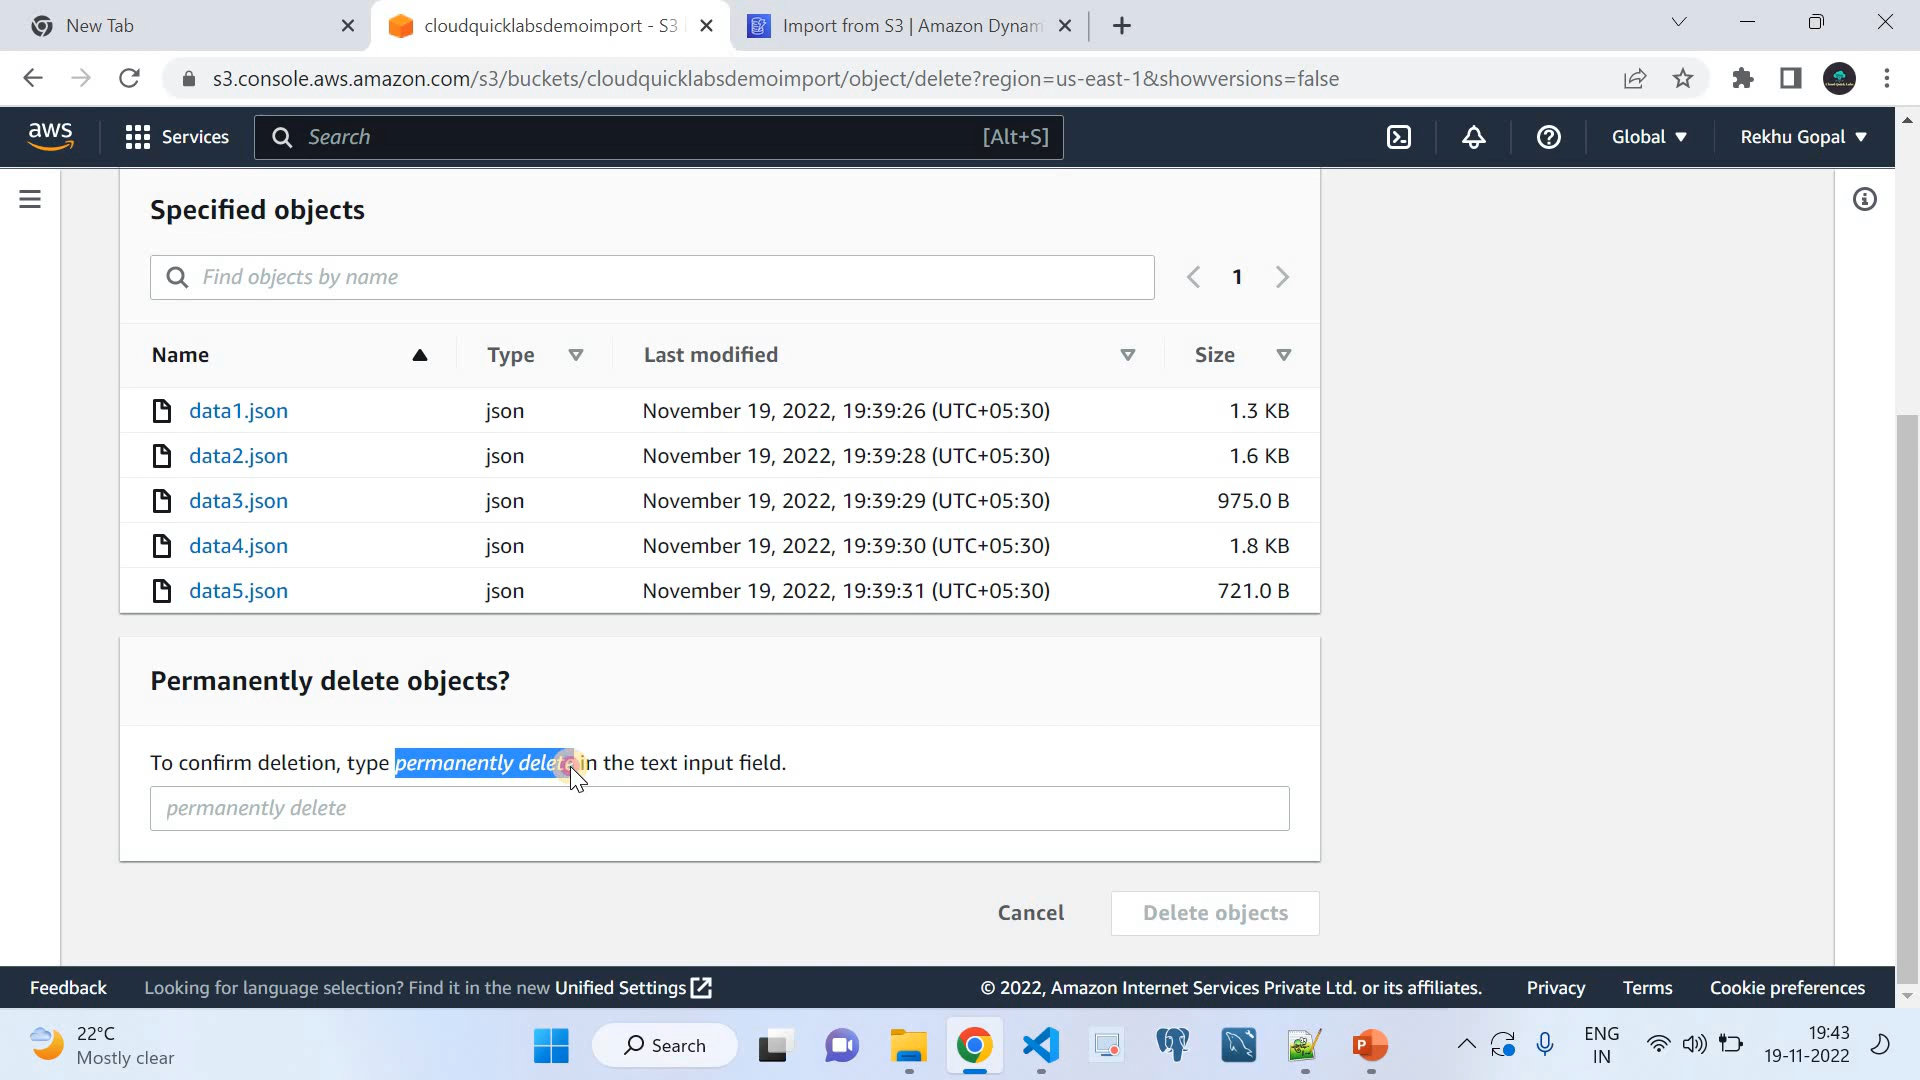 New Tab
cloudquicklabsdemoimport - S3
Import from S3 | Amazon Dynam
s3.console.aws.amazon.com/s3/buckets/cloudquicklabsdemoimport/object/delete?region=us-east-1&showversions=false
aws
Services
Search
[Alt+S]
Global
Rekhu Gopal
Specified objects
Find objects by name
1
Name
Type
Last modified
Size
data1.json json November 19, 2022, 19:39:26 (UTC+05:30) 1.3 KB
data2.json json November 19, 2022, 19:39:28 (UTC+05:30) 1.6 KB
data3.json json November 19, 2022, 19:39:29 (UTC+05:30) 975.0 B
data4.json json November 19, 2022, 19:39:30 (UTC+05:30) 1.8 KB
data5.json json November 19, 2022, 19:39:31 (UTC+05:30) 721.0 B
Permanently delete objects?
To confirm deletion, type permanently delete in the text input field.
permanently delete
Cancel
Delete objects
Feedback
Looking for language selection? Find it in the new Unified Settings
© 2022, Amazon Internet Services Private Ltd. or its affiliates.
Privacy
Terms
Cookie preferences
22°C
Mostly clear
Search
ENG
IN
19:43
19-11-2022